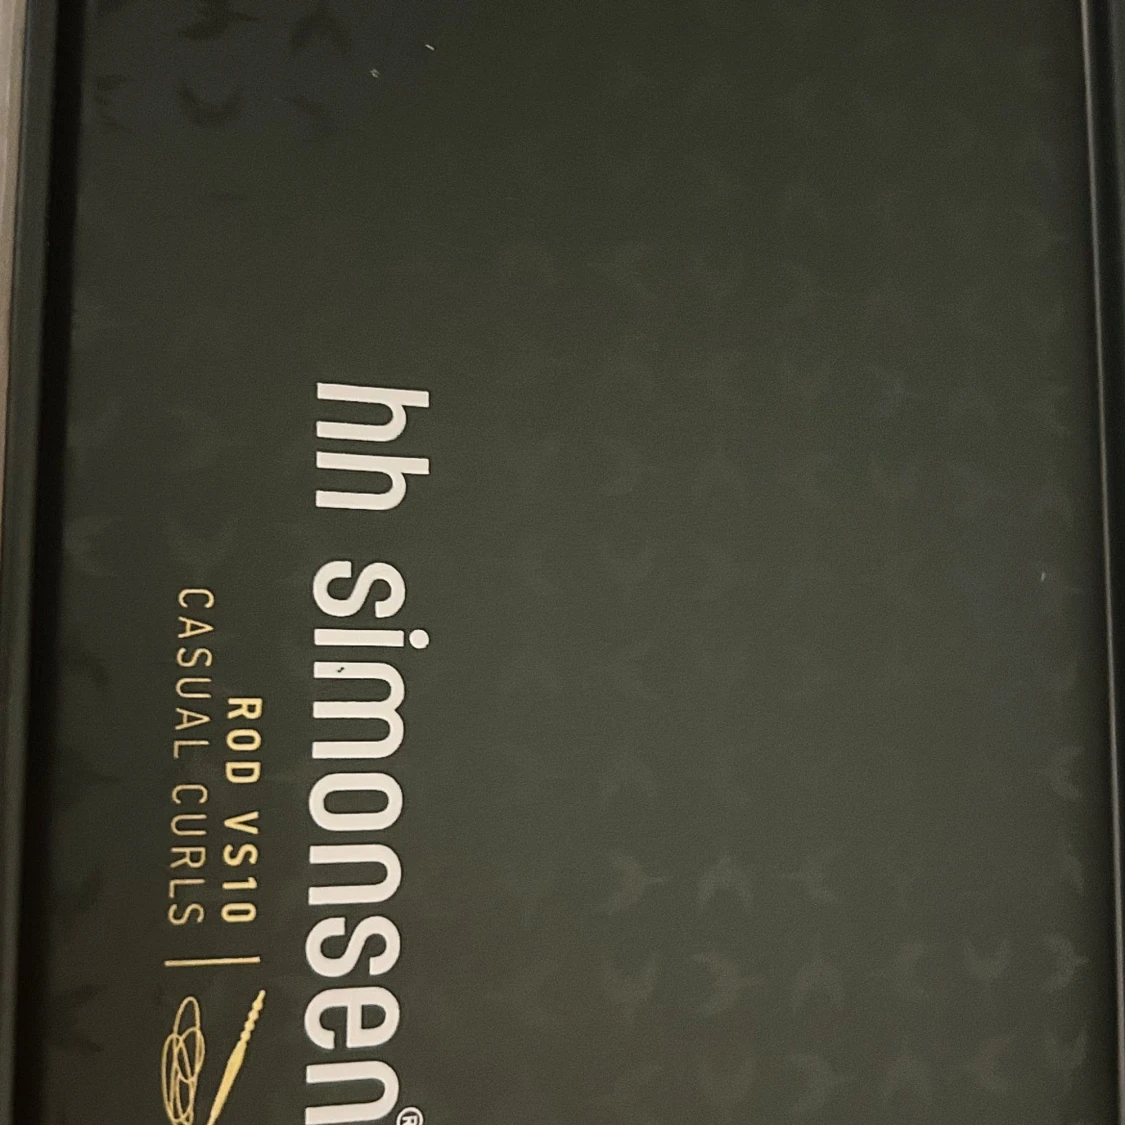 hh simonsen®
ROD VS10
CASUAL CURLS